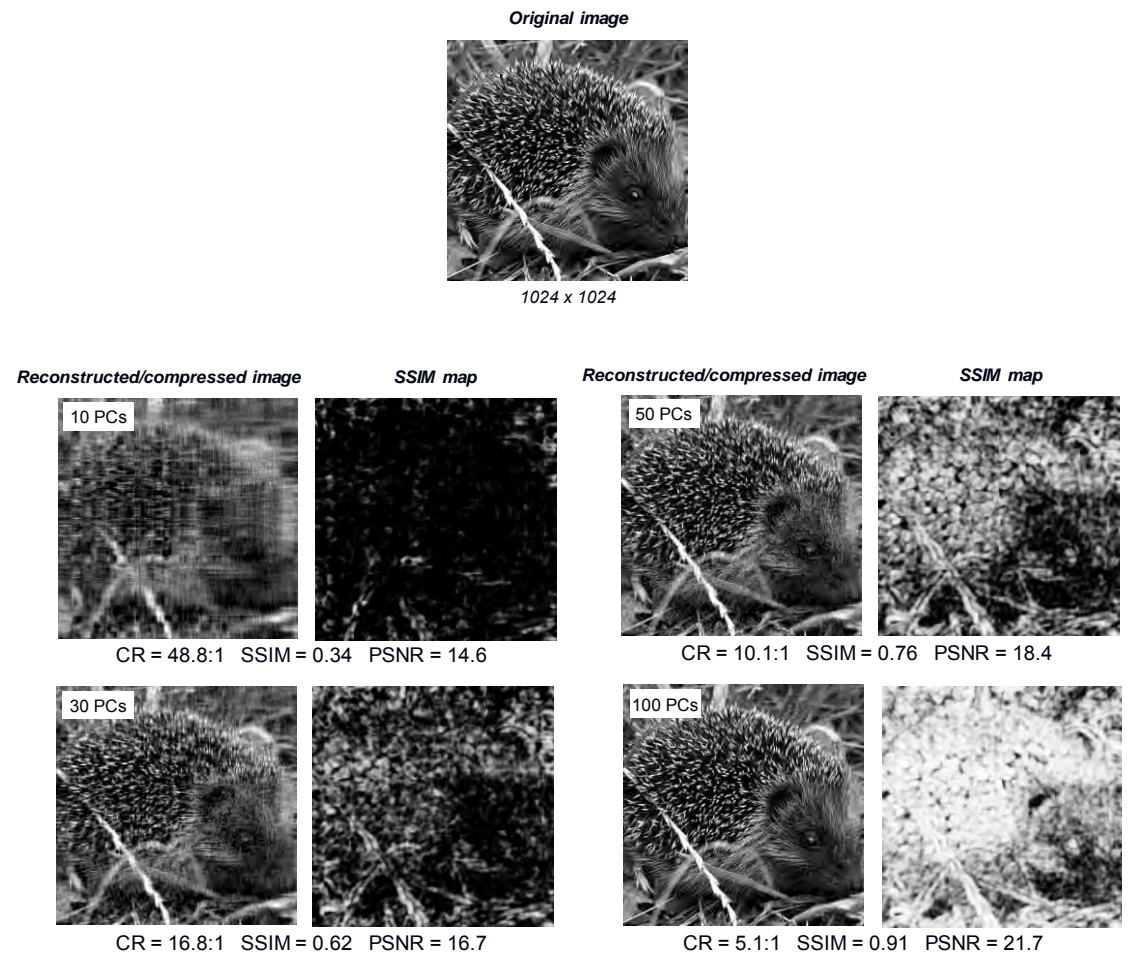 Original image
1024 x 1024
Reconstructed/compressed image
SSIM map
Reconstructed/compressed image
SSIM map
10 PCs
50 PCs
CR = 48.8:1 SSIM = 0.34 PSNR = 14.6
CR = 10.1:1 SSIM = 0.76 PSNR = 18.4
30 PCs
100 PCs
CR = 16.8:1 SSIM = 0.62 PSNR = 16.7
CR = 5.1:1 SSIM = 0.91 PSNR = 21.7